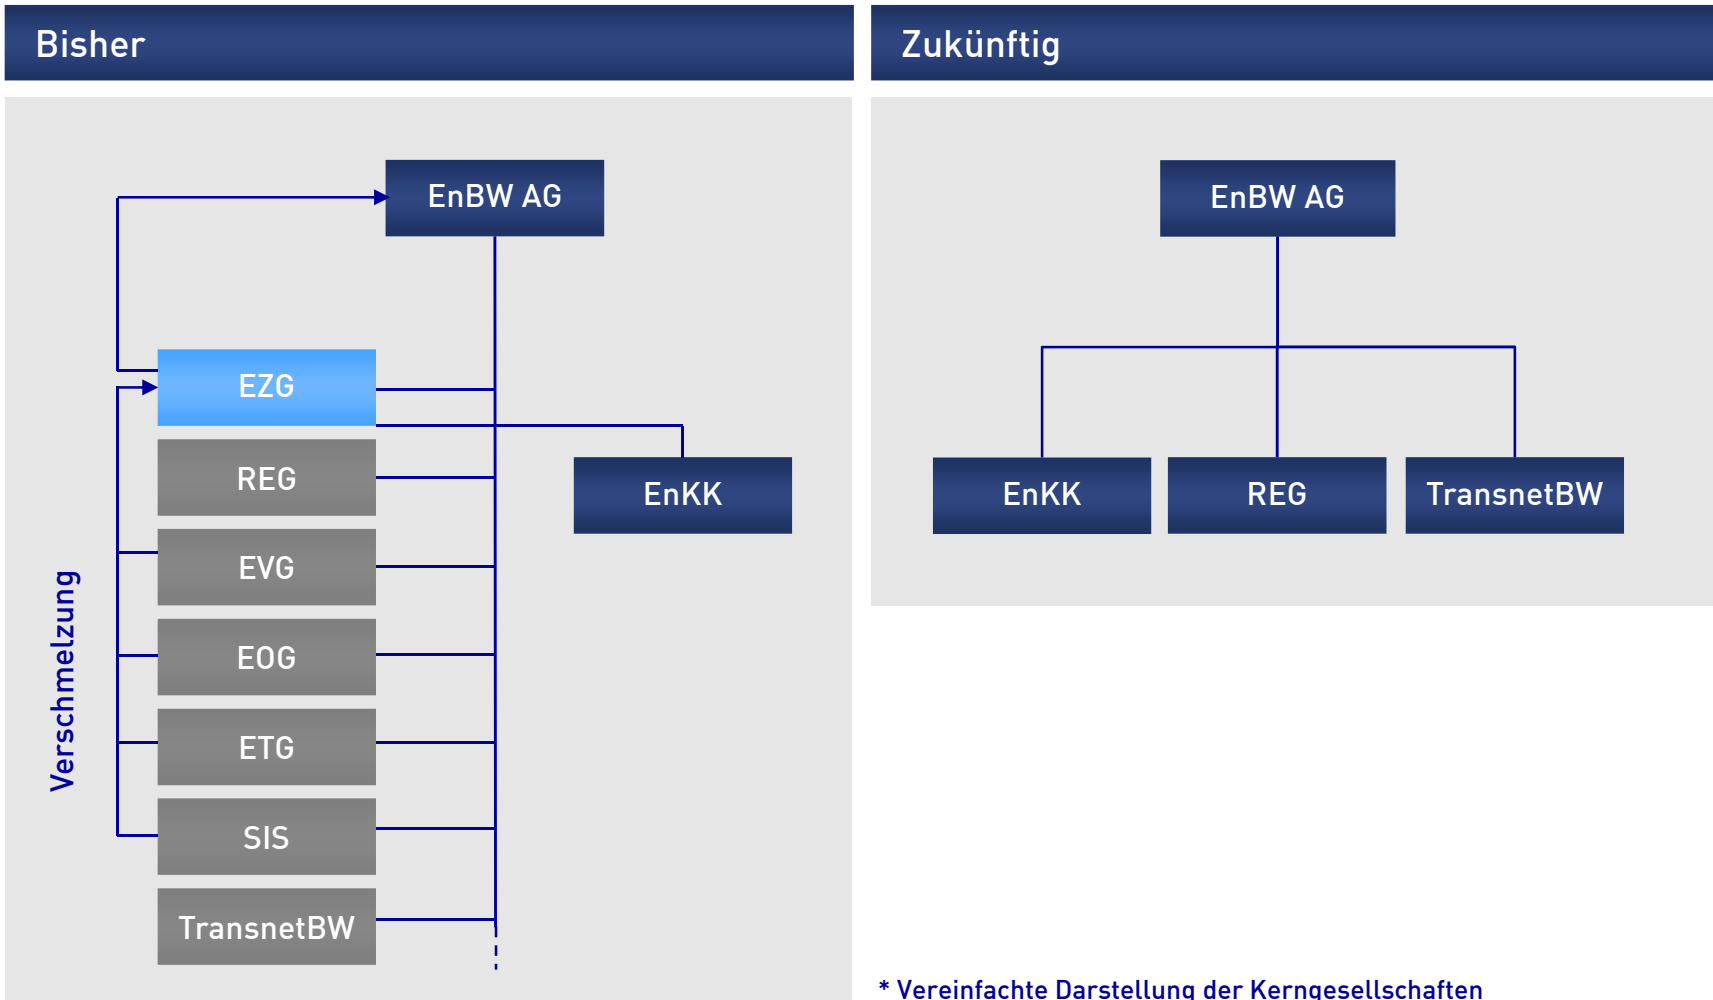 Bisher
EnBW AG
EZG
REG
EnKK
EVG
EOG
ETG
SIS
TransnetBW
Verschmelzung
Zukünftig
EnBW AG
EnKK
REG
TransnetBW
* Vereinfachte Darstellung der Kerngesellschaften